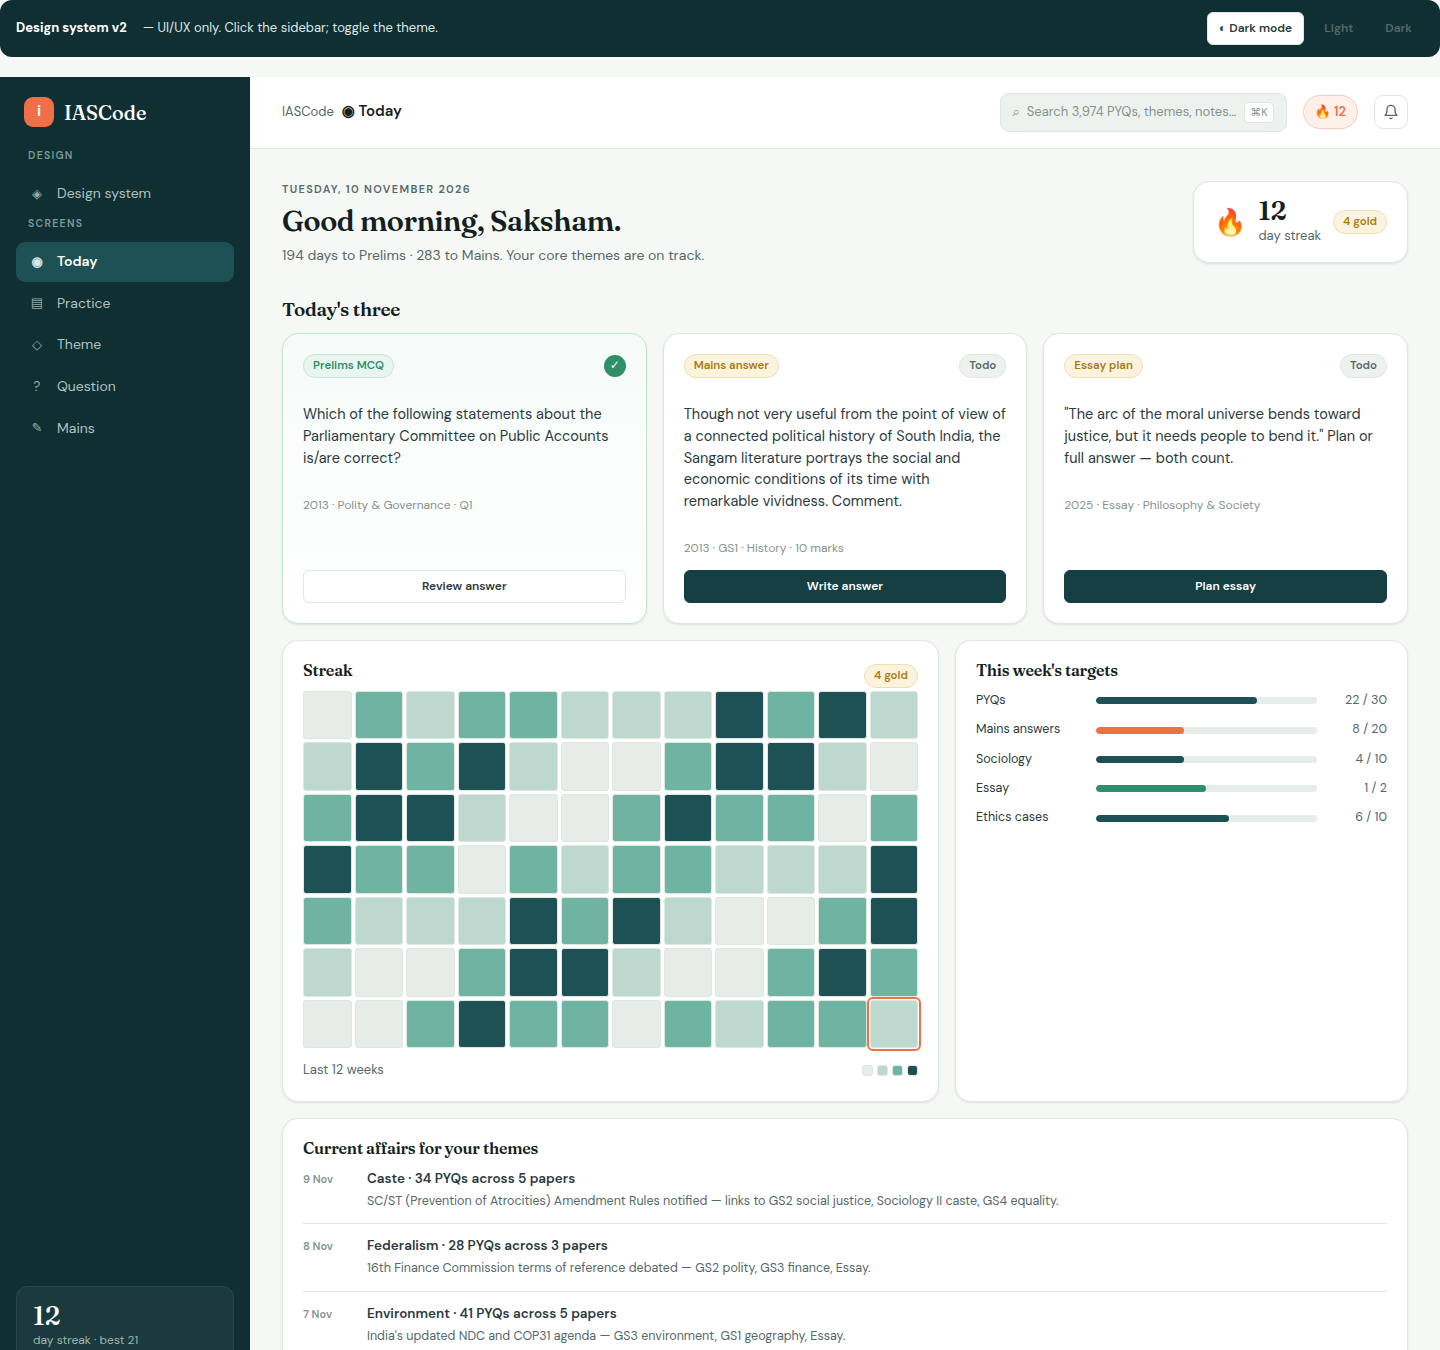 Design system v2 — UI/UX only. Click the sidebar; toggle the theme.
Dark mode Light Dark
i IASCode
DESIGN
Design system
SCREENS
Today
Practice
Theme
? Question
Mains
12
day streak · best 21
IASCode ◉ Today
Search 3,974 PYQs, themes, notes... ⌘K
🔥 12
TUESDAY, 10 NOVEMBER 2026
Good morning, Saksham.
194 days to Prelims · 283 to Mains. Your core themes are on track.
🔥 12
day streak
4 gold
Today's three
Prelims MCQ ✓
Which of the following statements about the
Parliamentary Committee on Public Accounts
is/are correct?
2013 · Polity & Governance · Q1
Review answer
Mains answer Todo
Though not very useful from the point of view of
a connected political history of South India, the
Sangam literature portrays the social and
economic conditions of its time with
remarkable vividness. Comment.
2013 · GS1 · History · 10 marks
Write answer
Essay plan Todo
"The arc of the moral universe bends toward
justice, but it needs people to bend it." Plan or
full answer — both count.
2025 · Essay · Philosophy & Society
Plan essay
Streak 4 gold
Last 12 weeks
This week's targets
PYQs 22 / 30
Mains answers 8 / 20
Sociology 4 / 10
Essay 1 / 2
Ethics cases 6 / 10
Current affairs for your themes
9 Nov Caste · 34 PYQs across 5 papers
SC/ST (Prevention of Atrocities) Amendment Rules notified — links to GS2 social justice, Sociology II caste, GS4 equality.
8 Nov Federalism · 28 PYQs across 3 papers
16th Finance Commission terms of reference debated — GS2 polity, GS3 finance, Essay.
7 Nov Environment · 41 PYQs across 5 papers
India's updated NDC and COP31 agenda — GS3 environment, GS1 geography, Essay.